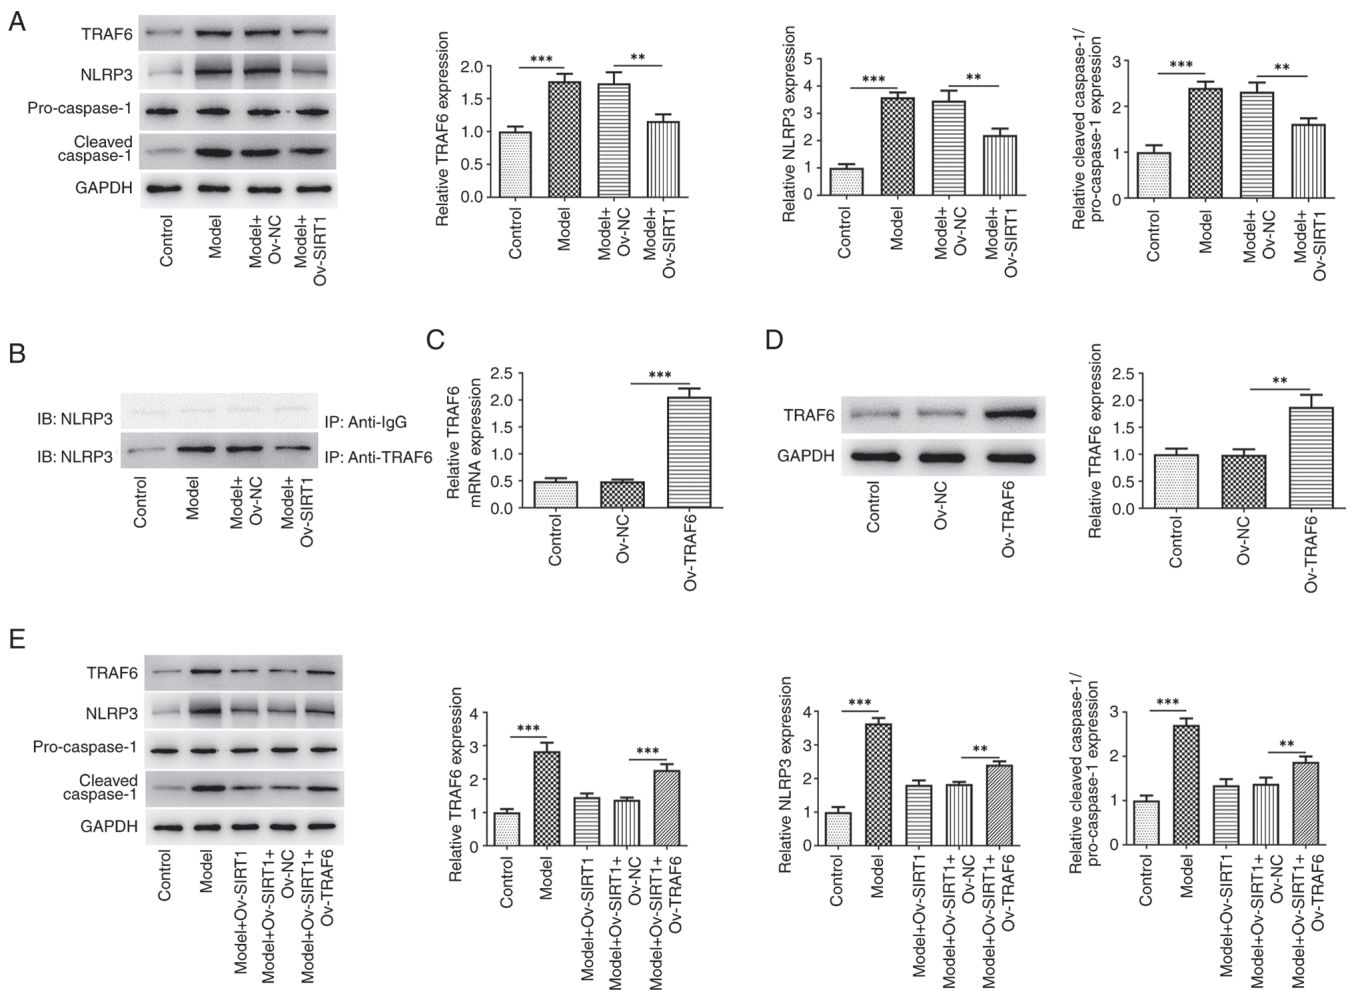 A
TRAF6
NLRP3
Pro-caspase-1
Cleaved
caspase-1
GAPDH
Control
Model
Model+
Ov-NC
Model+
Ov-SIRT1
Relative TRAF6 expression
2.0
1.5
1.0
0.5
0.0
***
**
Control
Model
Model+
Ov-NC
Model+
Ov-SIRT1
Relative NLRP3 expression
5
4
3
2
1
0
***
**
Control
Model
Model+
Ov-NC
Model+
Ov-SIRT1
Relative cleaved caspase-1/
pro-caspase-1 expression
3
2
1
0
***
**
Control
Model
Model+
Ov-NC
Model+
Ov-SIRT1
B
IB: NLRP3
IP: Anti-IgG
IB: NLRP3
IP: Anti-TRAF6
Control
Model
Model+
Ov-NC
Model+
Ov-SIRT1
C
Relative TRAF6
mRNA expression
2.5
2.0
1.5
1.0
0.5
0.0
***
Control
Ov-NC
Ov-TRAF6
D
TRAF6
GAPDH
Control
Ov-NC
Ov-TRAF6
Relative TRAF6 expression
2.5
2.0
1.5
1.0
0.5
0.0
**
Control
Ov-NC
Ov-TRAF6
E
TRAF6
NLRP3
Pro-caspase-1
Cleaved
caspase-1
GAPDH
Control
Model
Model+Ov-SIRT1
Model+Ov-SIRT1+
Ov-NC
Model+Ov-SIRT1+
Ov-TRAF6
Relative TRAF6 expression
4
3
2
1
0
***
***
Control
Model
Model+Ov-SIRT1
Model+Ov-SIRT1+
Ov-NC
Model+Ov-SIRT1+
Ov-TRAF6
Relative NLRP3 expression
4
3
2
1
0
***
**
Control
Model
Model+Ov-SIRT1
Model+Ov-SIRT1+
Ov-NC
Model+Ov-SIRT1+
Ov-TRAF6
Relative cleaved caspase-1/
pro-caspase-1 expression
3
2
1
0
***
**
Control
Model
Model+Ov-SIRT1
Model+Ov-SIRT1+
Ov-NC
Model+Ov-SIRT1+
Ov-TRAF6